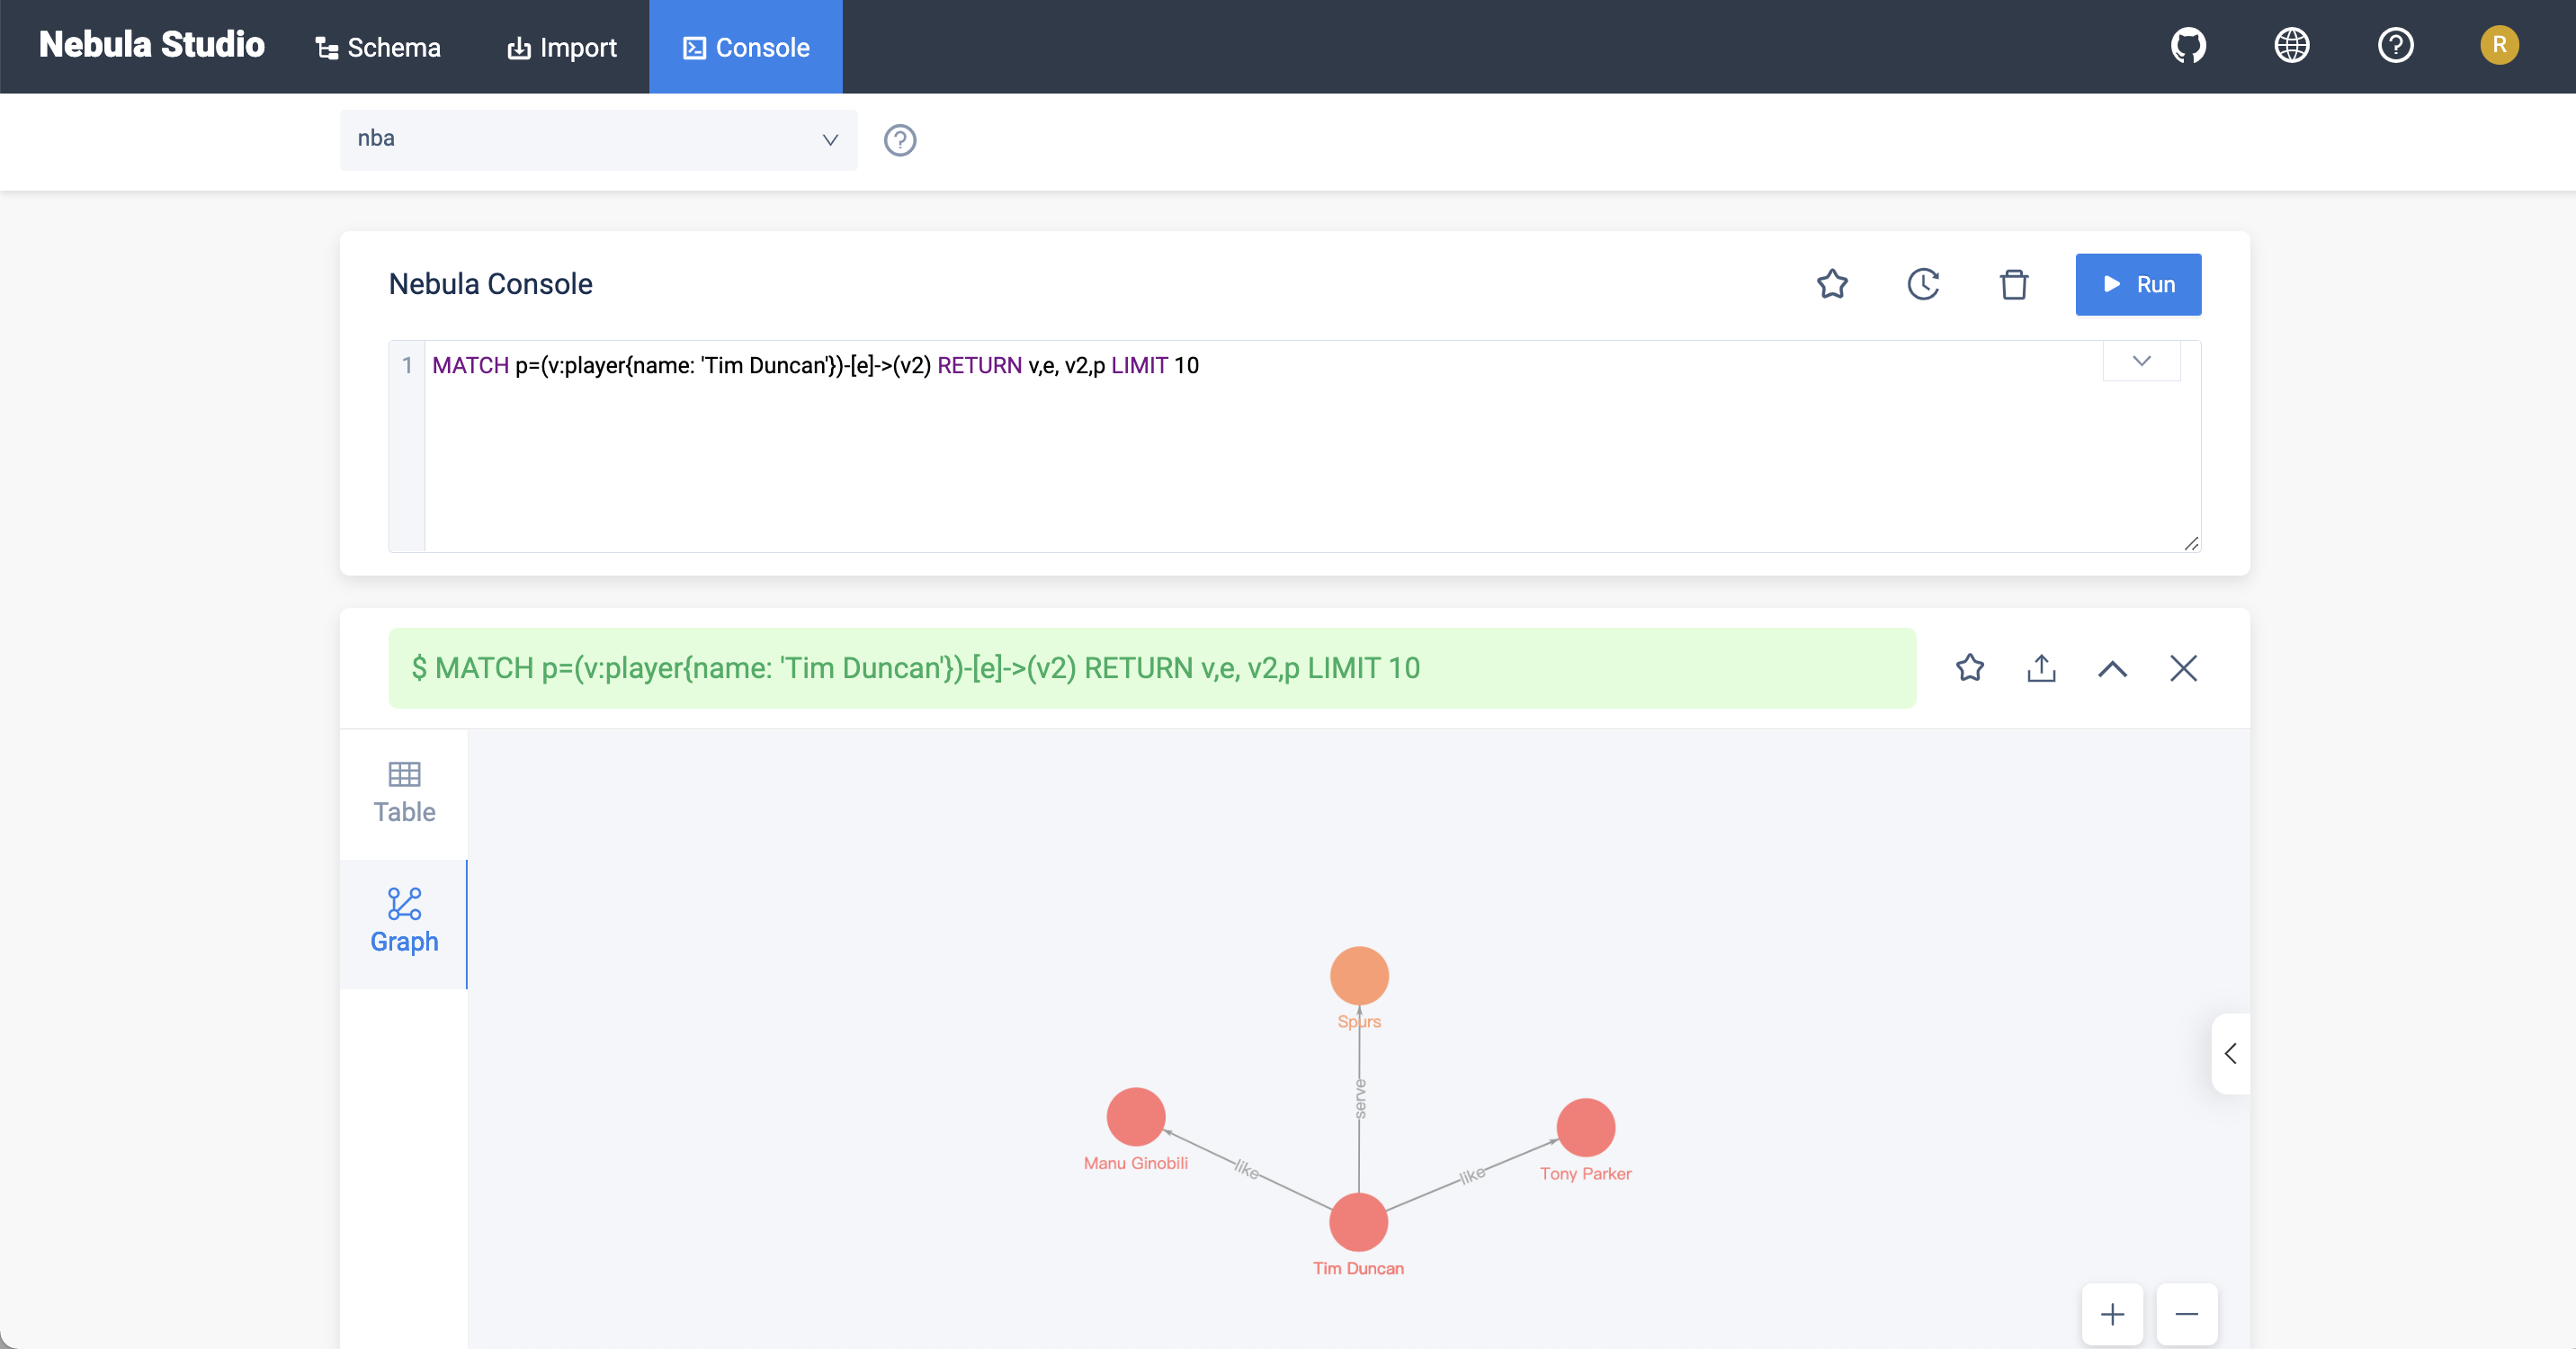 Nebula Studio
Schema
Import
Console
R
nba
Nebula Console
Run
1 MATCH p=(v:player{name: 'Tim Duncan'})-[e]->(v2) RETURN v,e, v2,p LIMIT 10
$ MATCH p=(v:player{name: 'Tim Duncan'})-[e]->(v2) RETURN v,e, v2,p LIMIT 10
Table
Graph
Spurs
serve
Manu Ginobili
like
like
Tony Parker
Tim Duncan